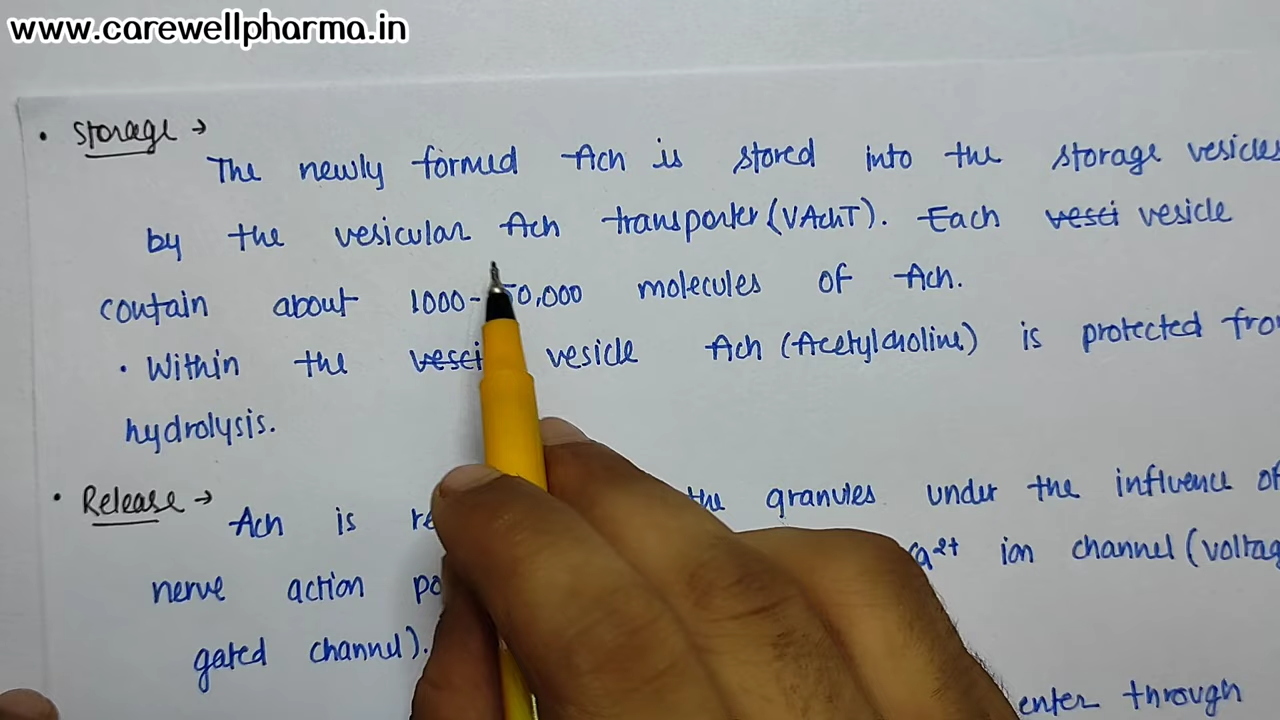 www.carewellpharma.in
• Storage →
The newly formed Ach is stored into the storage vesicles
by the vesicular Ach transporter (VAchT). Each vesci vesicle
contain about 1000-50,000 molecules of Ach.
• Within the vesci vesicle Ach (Acetylcholine) is protected from
hydrolysis.
• Release →
Ach is the granules under the influence of
nerve action Ca2+ ion channel (voltag
gated channel).
enter through